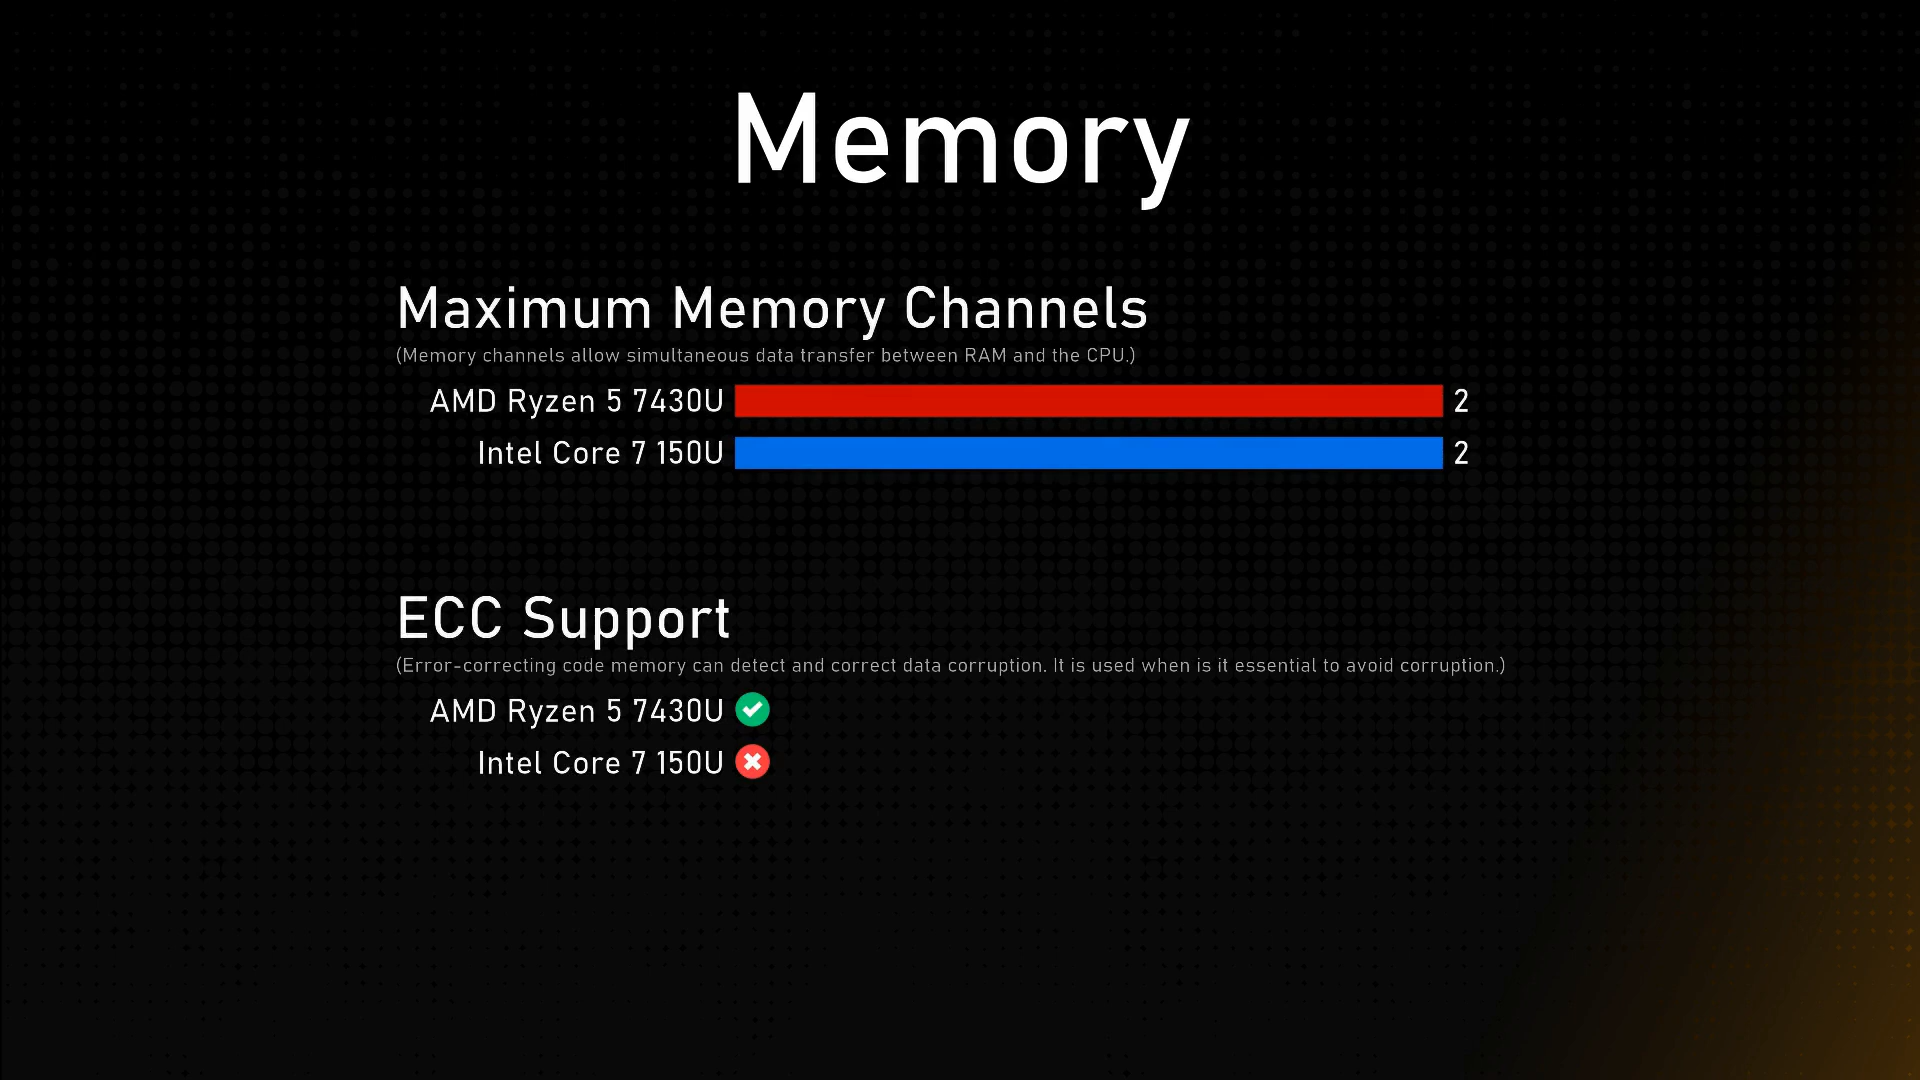 Memory
Maximum Memory Channels
(Memory channels allow simultaneous data transfer between RAM and the CPU.)
AMD Ryzen 5 7430U 2
Intel Core 7 150U 2
ECC Support
(Error-correcting code memory can detect and correct data corruption. It is used when is it essential to avoid corruption.)
AMD Ryzen 5 7430U
Intel Core 7 150U